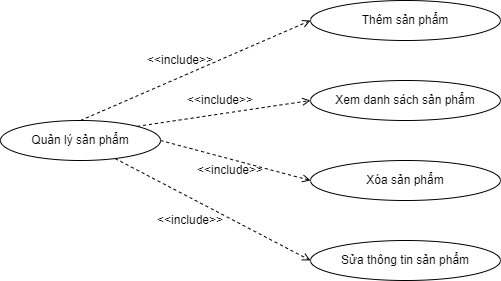 Thêm sản phẩm
<<include>>
<<include>>
Xem danh sách sản phẩm
Quản lý sản phẩm
<<include>>
Xóa sản phẩm
<<include>>
Sửa thông tin sản phẩm